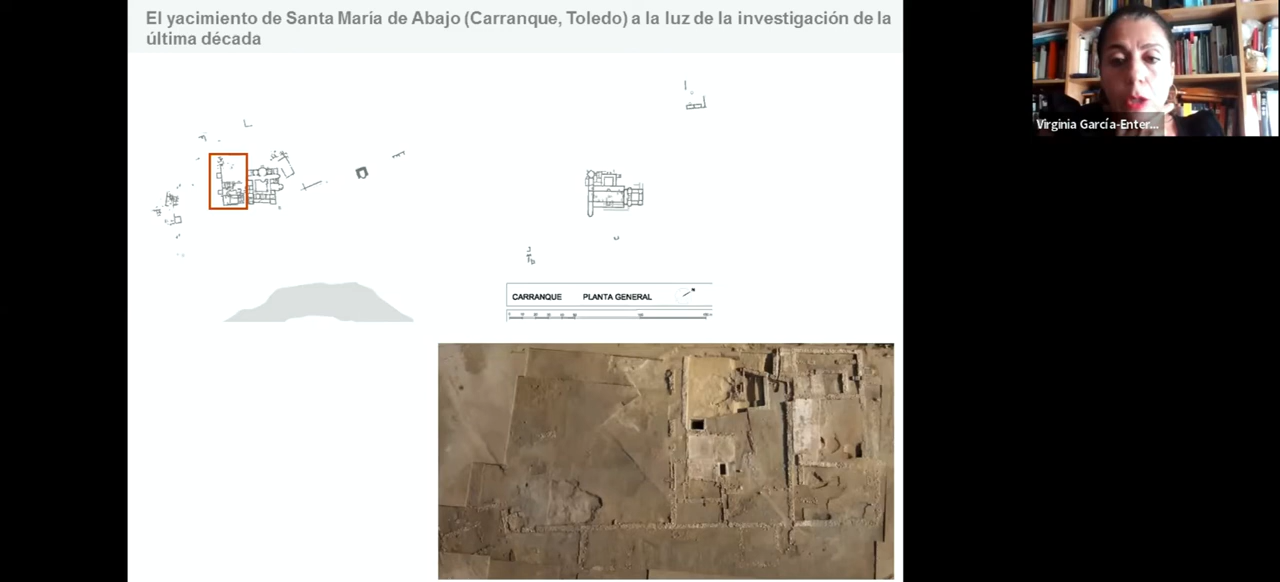 El yacimiento de Santa María de Abajo (Carranque, Toledo) a la luz de la investigación de la
última década
Virginia García-Enter...
CARRANQUE PLANTA GENERAL